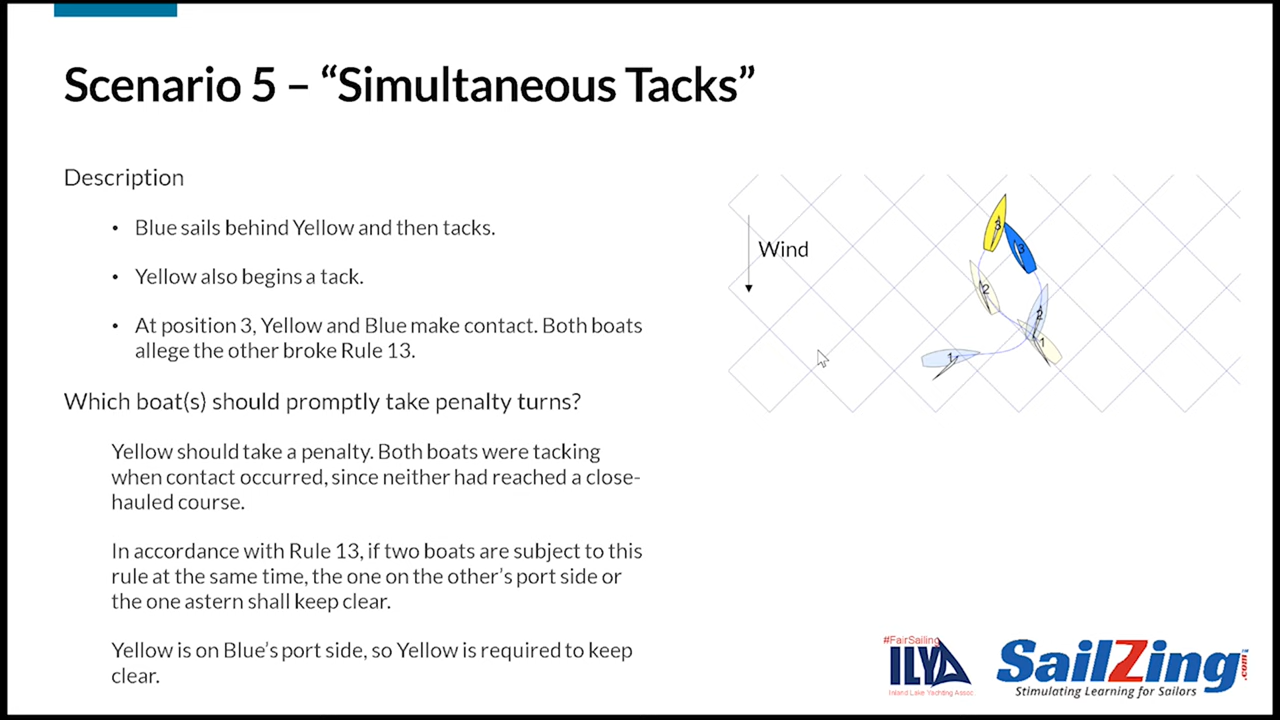 Scenario 5 – “Simultaneous Tacks”
Description
• Blue sails behind Yellow and then tacks.
• Yellow also begins a tack.
• At position 3, Yellow and Blue make contact. Both boats
allege the other broke Rule 13.
Which boat(s) should promptly take penalty turns?
Yellow should take a penalty. Both boats were tacking
when contact occurred, since neither had reached a close-
hauled course.
In accordance with Rule 13, if two boats are subject to this
rule at the same time, the one on the other’s port side or
the one astern shall keep clear.
Yellow is on Blue’s port side, so Yellow is required to keep
clear.
Wind
3
3
2
2
1
1
#FairSailing
ILYA
Inland Lake Yachting Assoc.
SailZing.com
Stimulating Learning for Sailors